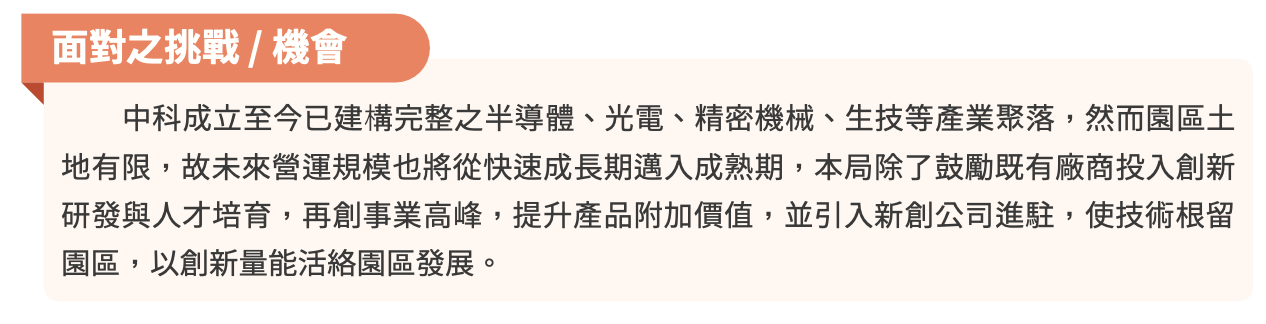 面對之挑戰 / 機會
中科成立至今已建構完整之半導體、光電、精密機械、生技等產業聚落，然而園區土
地有限，故未來營運規模也將從快速成長期邁入成熟期，本局除了鼓勵既有廠商投入創新
研發與人才培育，再創事業高峰，提升產品附加價值，並引入新創公司進駐，使技術根留
園區，以創新量能活絡園區發展。